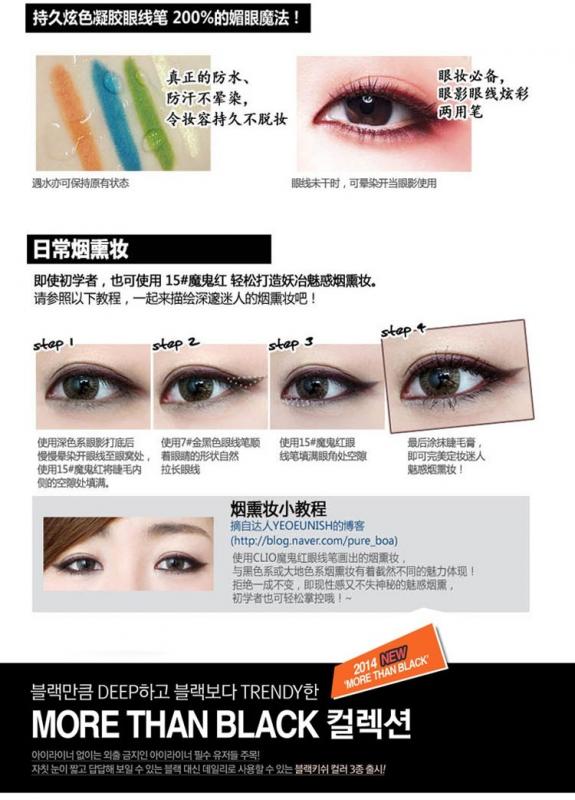 持久炫色凝胶眼线笔 200%的媚眼魔法！
真正的防水、
防汗不晕染，
令妆容持久不脱妆
遇水亦可保持原有状态
眼妆必备，
眼影眼线炫彩
两用笔
眼线未干时，可晕染开当眼影使用
日常烟熏妆
即使初学者，也可使用 15#魔鬼红 轻松打造妖冶魅惑烟熏妆。
请参照以下教程，一起来描绘深邃迷人的烟熏妆吧！
step 1
使用深色系眼影打底后
慢慢晕染开眼线至眼窝处，
使用15#魔鬼红将睫毛内
侧的空隙处填满。
step 2
使用7#金黑色眼线笔顺
着眼睛的形状自然
拉长眼线
step 3
使用15#魔鬼红眼
线笔填满眼角处空隙
step 4
最后涂抹睫毛膏，
即可完美定妆迷人
魅惑烟熏妆！
烟熏妆小教程
摘自达人YEOEUNISH的博客
(http://blog.naver.com/pure_boa)
使用CLIO魔鬼红眼线笔画出的烟熏妆，
与黑色系或大地色系烟熏妆有着截然不同的魅力体现！
拒绝一成不变，即现性感又不失神秘的魅惑烟熏，
初学者也可轻松掌控哦！~
2014 NEW
'MORE THAN BLACK'
블랙만큼 DEEP하고 블랙보다 TRENDY한
MORE THAN BLACK 컬렉션
아이라이너 없이는 외출 금지인 아이라이너 필수 유저들 주목!
자칫 눈이 짧고 답답해 보일 수 있는 블랙 대신 데일리로 사용할 수 있는 블랙키쉬 컬러 3종 출시!